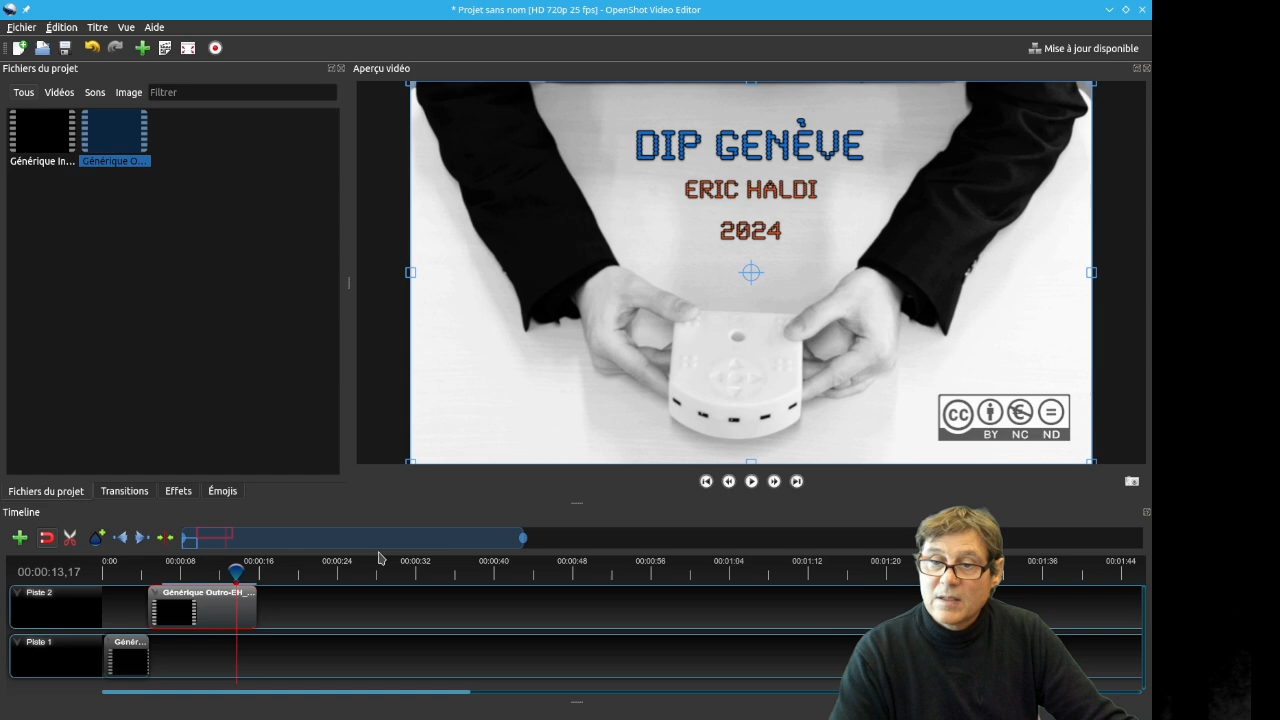 * Projet sans nom [HD 720p 25 fps] - OpenShot Video Editor
Fichier Édition Titre Vue Aide
Mise à jour disponible
Fichiers du projet
Aperçu vidéo
Tous Vidéos Sons Image Filtrer
Générique In... Générique O...
DIP GENÈVE
ERIC HALDI
2024
CC BY NC ND
Fichiers du projet Transitions Effets Émojis
Timeline
00:00:13,17
0:00 00:00:08 00:00:16 00:00:24 00:00:32 00:00:40 00:00:48 00:00:56 00:01:04 00:01:12 00:01:20 00:01:36 00:01:44
Piste 2 Générique Outro-EH_...
Piste 1 Génér...